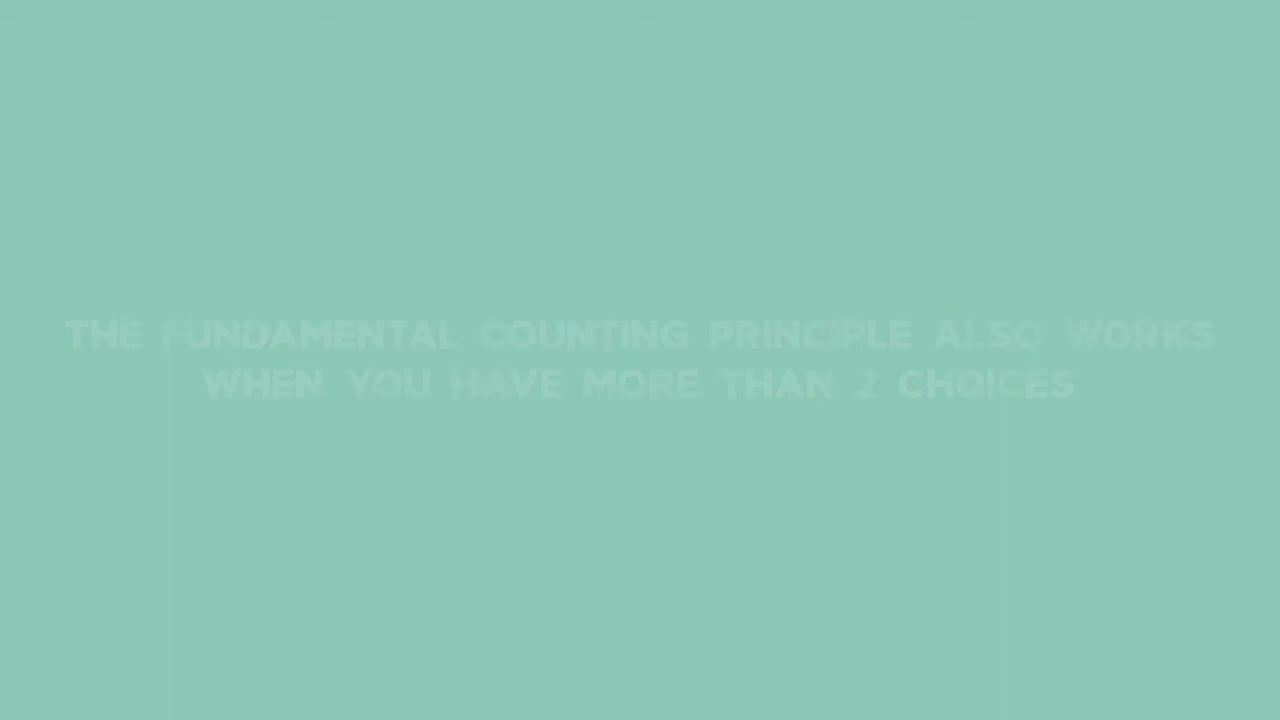 THE FUNDAMENTAL COUNTING PRINCIPLE ALSO WORKS
WHEN YOU HAVE MORE THAN 2 CHOICES